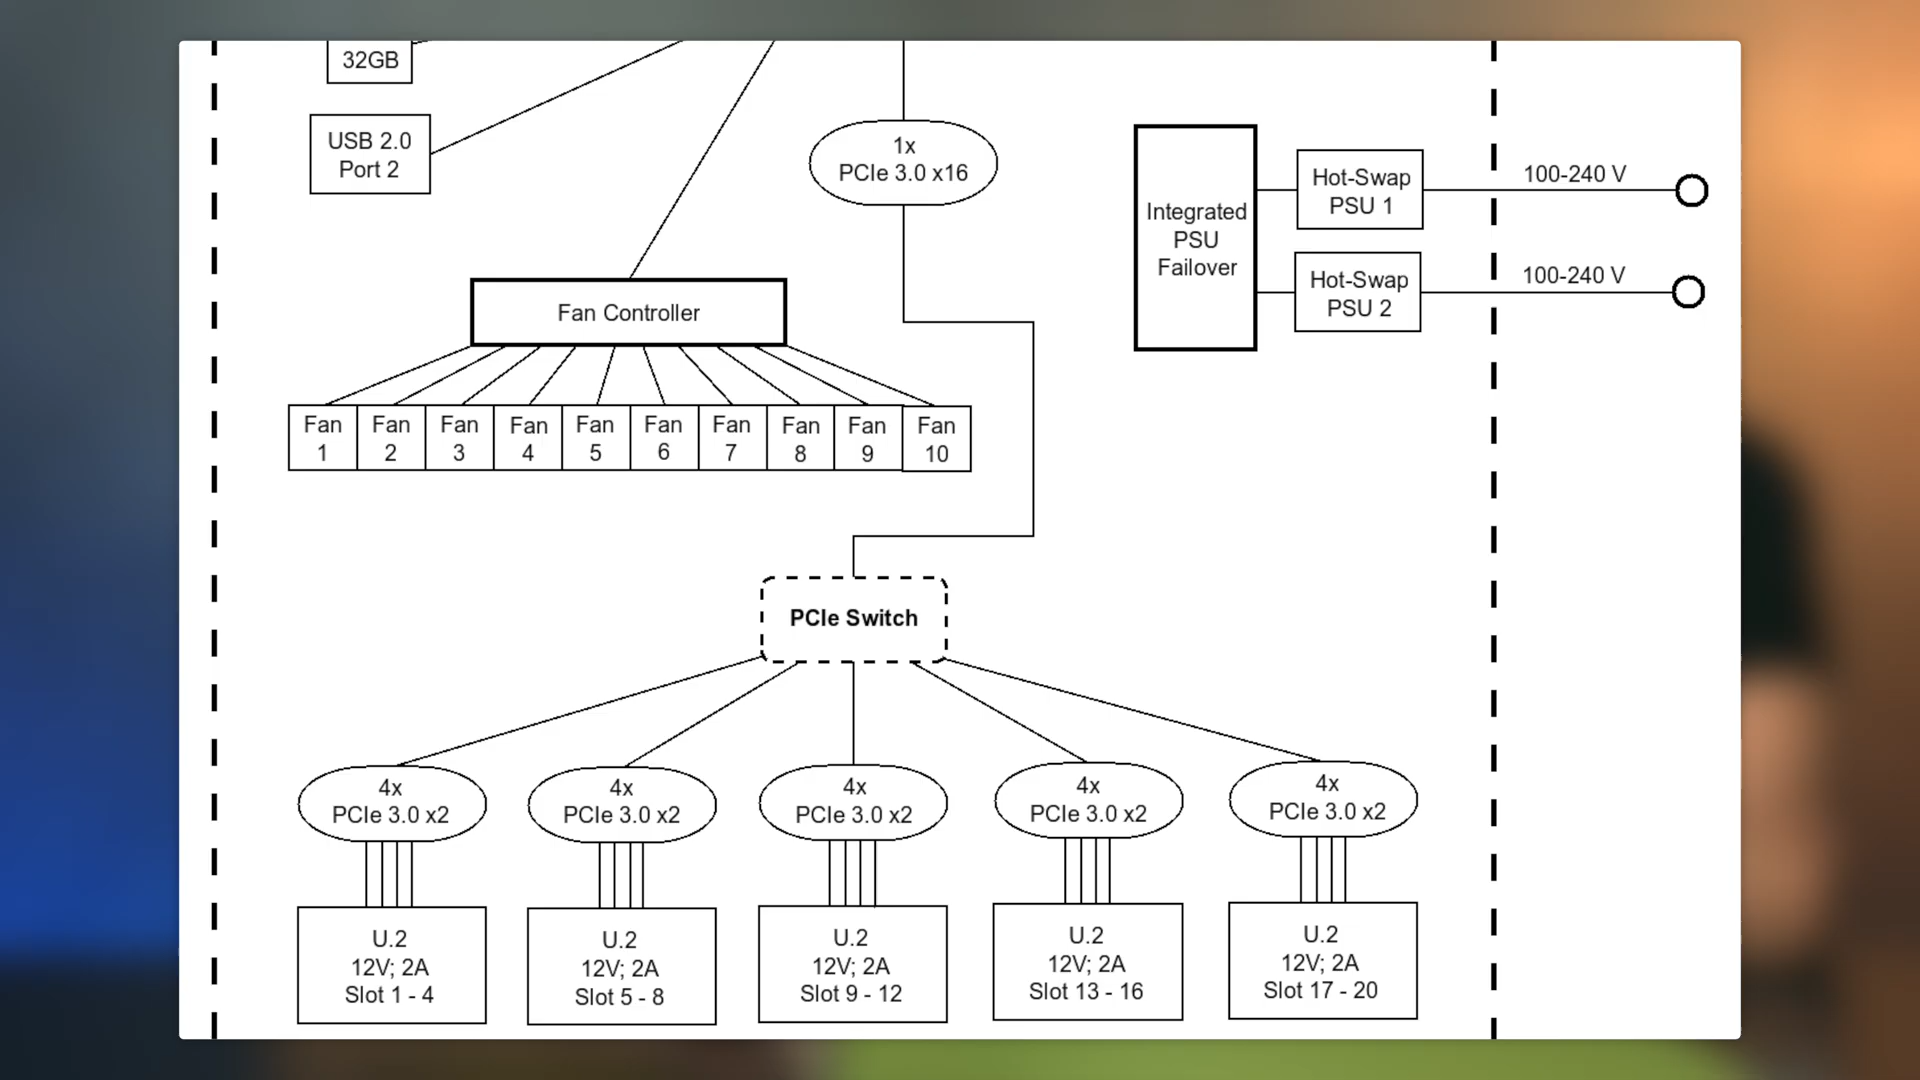 32GB
USB 2.0
Port 2
1x
PCIe 3.0 x16
Integrated
PSU
Failover
Hot-Swap
PSU 1
100-240 V
Hot-Swap
PSU 2
100-240 V
Fan Controller
Fan
1
Fan
2
Fan
3
Fan
4
Fan
5
Fan
6
Fan
7
Fan
8
Fan
9
Fan
10
PCIe Switch
4x
PCIe 3.0 x2
4x
PCIe 3.0 x2
4x
PCIe 3.0 x2
4x
PCIe 3.0 x2
4x
PCIe 3.0 x2
U.2
12V; 2A
Slot 1 - 4
U.2
12V; 2A
Slot 5 - 8
U.2
12V; 2A
Slot 9 - 12
U.2
12V; 2A
Slot 13 - 16
U.2
12V; 2A
Slot 17 - 20